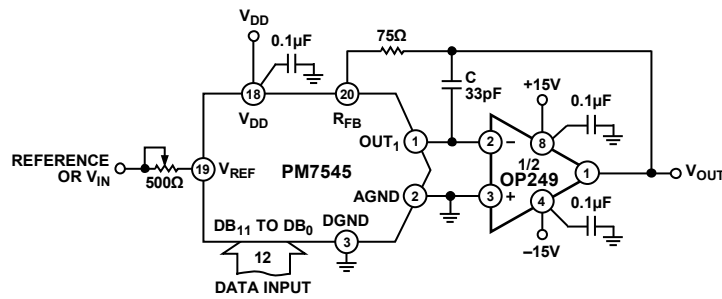 VDD
0.1µF
75Ω
18
VDD
20
RFB
C
33pF
+15V
0.1µF
OUT1
1
2
–
8
REFERENCE
OR VIN
500Ω
19
VREF
PM7545
1/2
OP249
1
VOUT
AGND
2
3
+
4
0.1µF
–15V
DB11 TO DB0
DGND
3
12
DATA INPUT